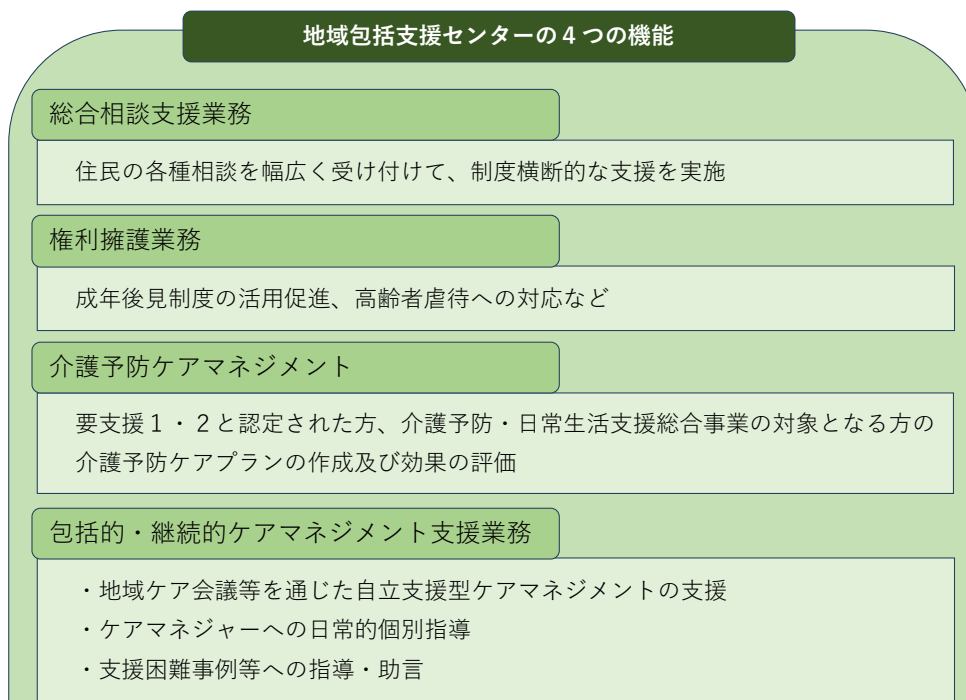 地域包括支援センターの４つの機能
総合相談支援業務
住民の各種相談を幅広く受け付けて、制度横断的な支援を実施
権利擁護業務
成年後見制度の活用促進、高齢者虐待への対応など
介護予防ケアマネジメント
要支援１・２と認定された方、介護予防・日常生活支援総合事業の対象となる方の
介護予防ケアプランの作成及び効果の評価
包括的・継続的ケアマネジメント支援業務
・地域ケア会議等を通じた自立支援型ケアマネジメントの支援
・ケアマネジャーへの日常的個別指導
・支援困難事例等への指導・助言